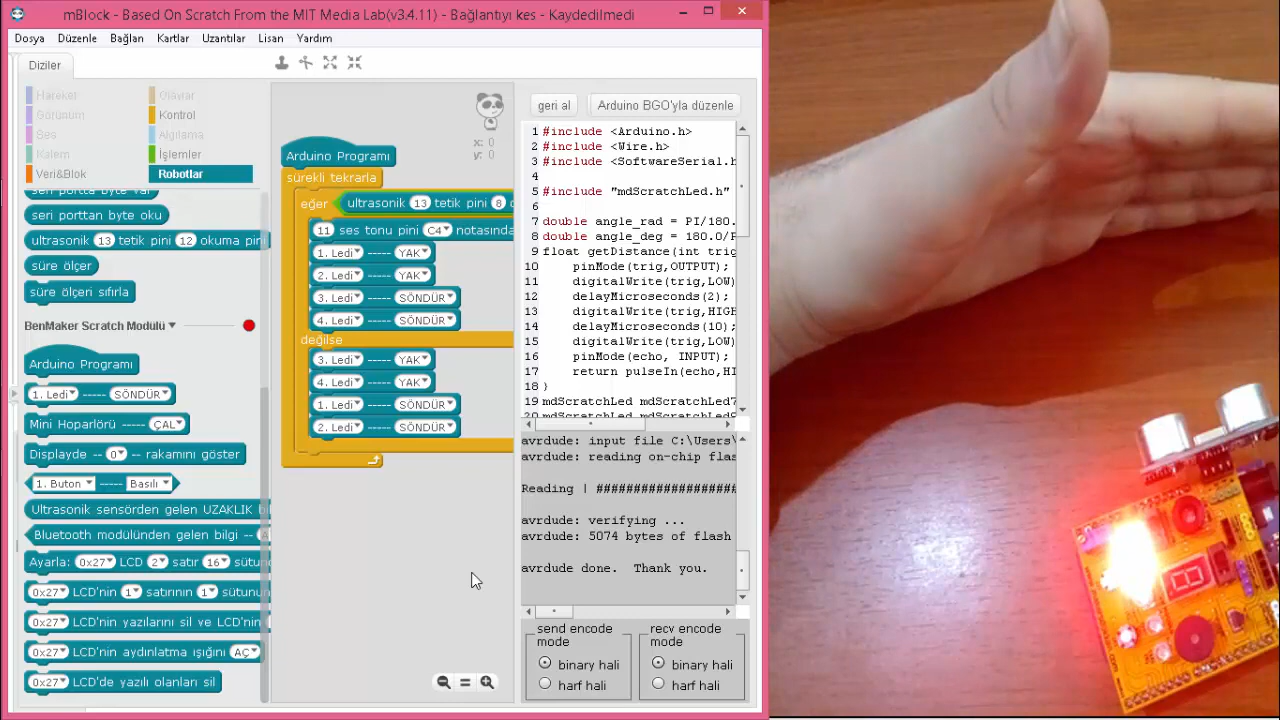 mBlock - Based On Scratch From the MIT Media Lab(v3.4.11) - Bağlantıyı kes - Kaydedilmedi
Dosya Düzenle Bağlan Kartlar Uzantılar Lisan Yardım
Diziler
Hareket Olaylar
Görünüm Kontrol
Ses Algılama
Kalem İşlemler
Veri&Blok Robotlar
seri porta byte yaz
seri porttan byte oku
ultrasonik 13 tetik pini 12 okuma pini
süre ölçer
süre ölçeri sıfırla
BenMaker Scratch Modülü
Arduino Programı
1. Ledi ----- SÖNDÜR
Mini Hoparlörü ----- ÇAL
Displayde -- 0 -- rakamını göster
1. Buton ----- Basılı
Ultrasonik sensörden gelen UZAKLIK b
Bluetooth modülünden gelen bilgi --
Ayarla: 0x27 LCD 2 satır 16 sütu
0x27 LCD'nin 1 satırının 1 sütunun
0x27 LCD'nin yazılarını sil ve LCD'nin
0x27 LCD'nin aydınlatma ışığını AÇ
0x27 LCD'de yazılı olanları sil
x: 0
y: 0
Arduino Programı
sürekli tekrarla
eğer ultrasonik 13 tetik pini 8 o
11 ses tonu pini C4 notasında
1. Ledi ----- YAK
2. Ledi ----- YAK
3. Ledi ----- SÖNDÜR
4. Ledi ----- SÖNDÜR
değilse
3. Ledi ----- YAK
4. Ledi ----- YAK
1. Ledi ----- SÖNDÜR
2. Ledi ----- SÖNDÜR
geri al Arduino BGO'yla düzenle
1 #include <Arduino.h>
2 #include <Wire.h>
3 #include <SoftwareSerial.h
4
5 #include "mdScratchLed.h"
6
7 double angle_rad = PI/180.
8 double angle_deg = 180.0/P
9 float getDistance(int trig
10 pinMode(trig,OUTPUT);
11 digitalWrite(trig,LOW)
12 delayMicroseconds(2);
13 digitalWrite(trig,HIGH
14 delayMicroseconds(10);
15 digitalWrite(trig,LOW)
16 pinMode(echo, INPUT);
17 return pulseIn(echo,HI
18 }
19 mdScratchLed mdScratchLed7
20 mdScratchLed mdScratchLed9
avrdude: input file C:\Users\
avrdude: reading on-chip flas
Reading | ####################
avrdude: verifying ...
avrdude: 5074 bytes of flash
avrdude done. Thank you.
send encode mode
binary hali
harf hali
recv encode mode
binary hali
harf hali